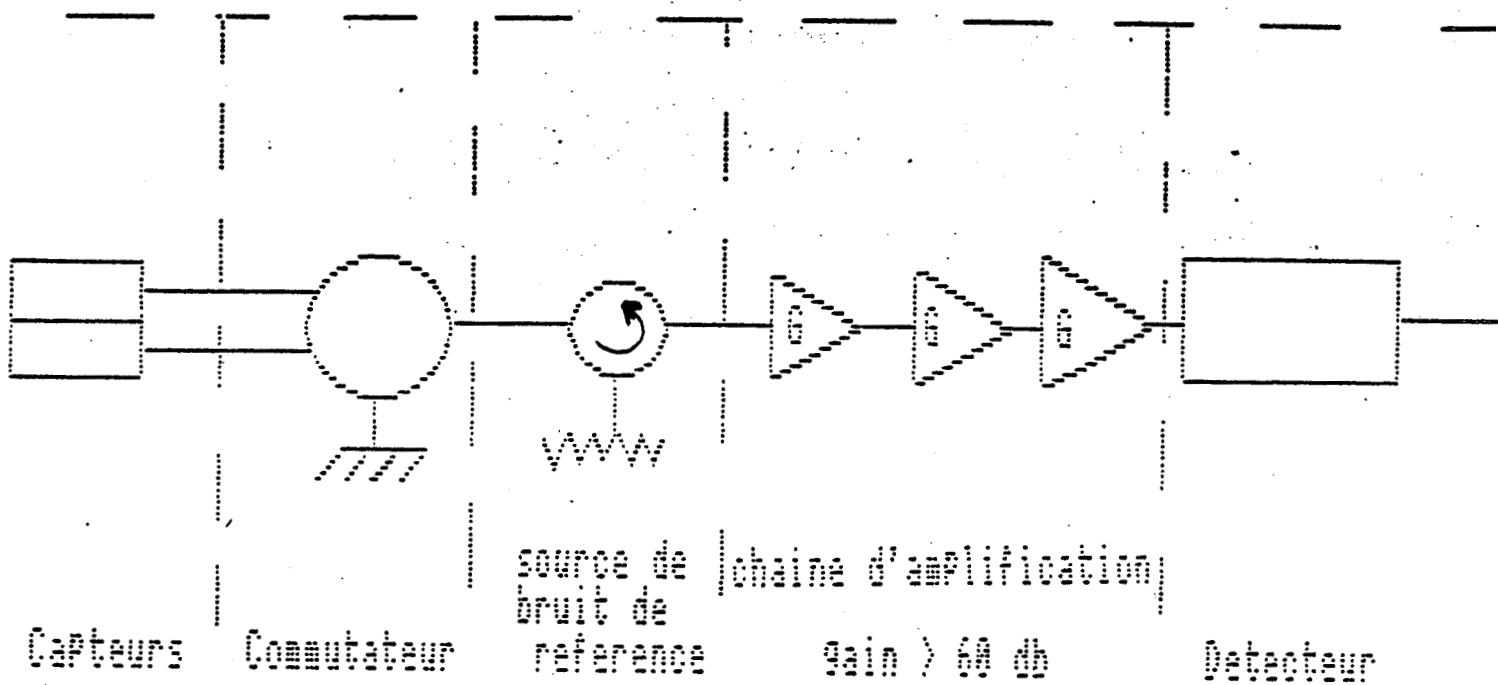 G G G
source de
bruit de
reference
chaine d'amplification
Capteurs
Commutateur
gain > 60 db
Detecteur